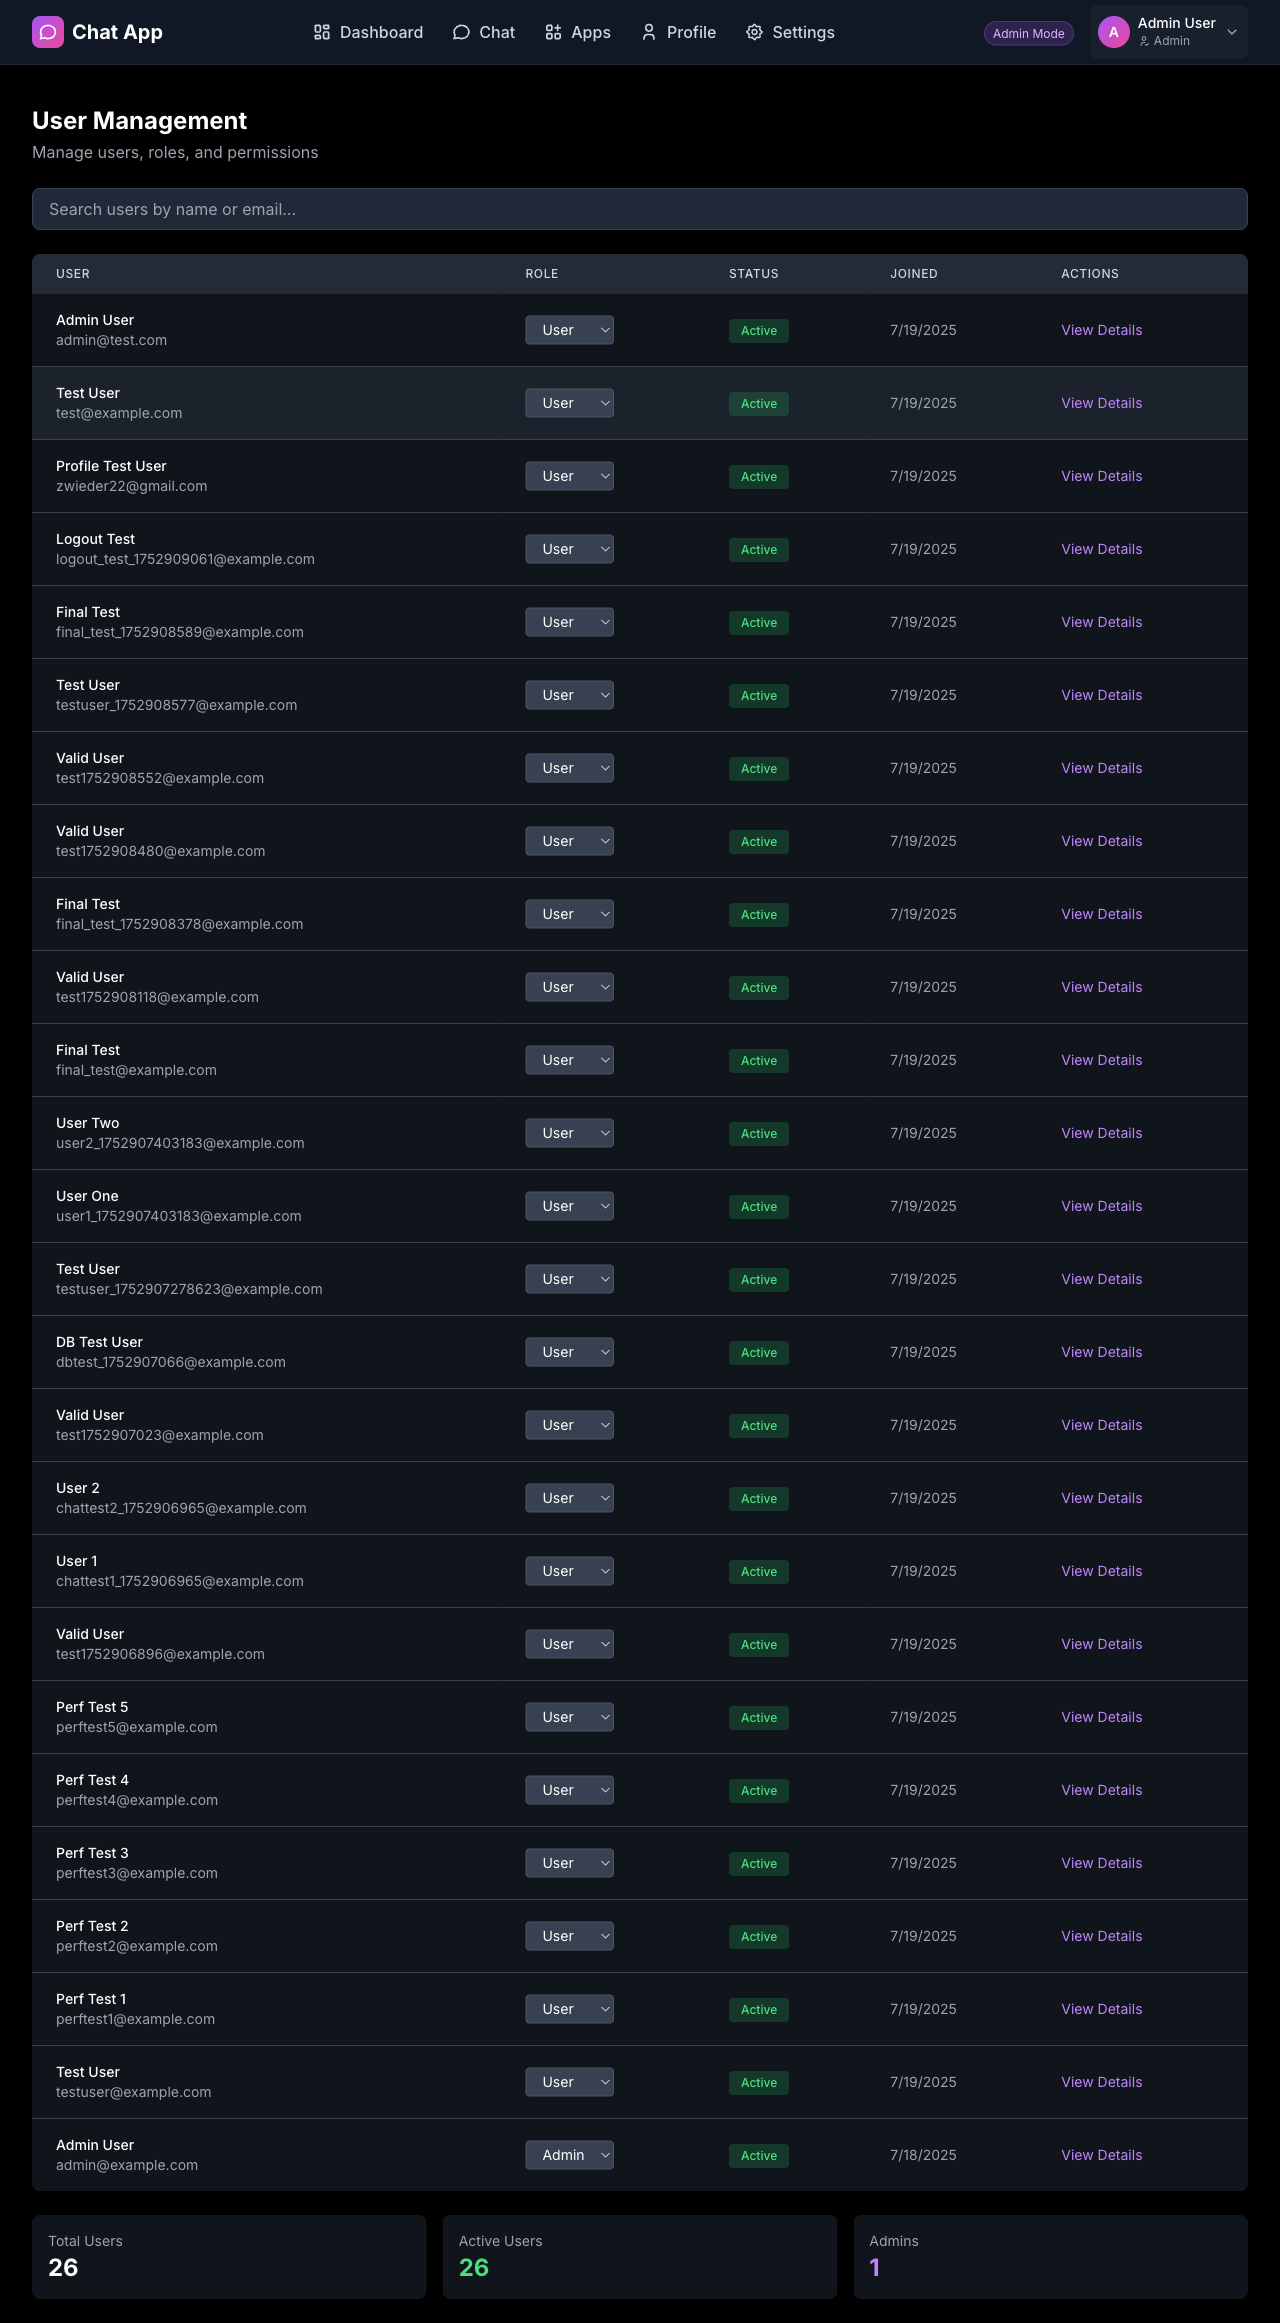 Chat App
Dashboard
Chat
Apps
Profile
Settings
Admin Mode
A
Admin User
Admin
User Management
Manage users, roles, and permissions
Search users by name or email...
USER ROLE STATUS JOINED ACTIONS
Admin User
admin@test.com
User Active 7/19/2025 View Details
Test User
test@example.com
User Active 7/19/2025 View Details
Profile Test User
zwieder22@gmail.com
User Active 7/19/2025 View Details
Logout Test
logout_test_1752909061@example.com
User Active 7/19/2025 View Details
Final Test
final_test_1752908589@example.com
User Active 7/19/2025 View Details
Test User
testuser_1752908577@example.com
User Active 7/19/2025 View Details
Valid User
test1752908552@example.com
User Active 7/19/2025 View Details
Valid User
test1752908480@example.com
User Active 7/19/2025 View Details
Final Test
final_test_1752908378@example.com
User Active 7/19/2025 View Details
Valid User
test1752908118@example.com
User Active 7/19/2025 View Details
Final Test
final_test@example.com
User Active 7/19/2025 View Details
User Two
user2_1752907403183@example.com
User Active 7/19/2025 View Details
User One
user1_1752907403183@example.com
User Active 7/19/2025 View Details
Test User
testuser_1752907278623@example.com
User Active 7/19/2025 View Details
DB Test User
dbtest_1752907066@example.com
User Active 7/19/2025 View Details
Valid User
test1752907023@example.com
User Active 7/19/2025 View Details
User 2
chattest2_1752906965@example.com
User Active 7/19/2025 View Details
User 1
chattest1_1752906965@example.com
User Active 7/19/2025 View Details
Valid User
test1752906896@example.com
User Active 7/19/2025 View Details
Perf Test 5
perftest5@example.com
User Active 7/19/2025 View Details
Perf Test 4
perftest4@example.com
User Active 7/19/2025 View Details
Perf Test 3
perftest3@example.com
User Active 7/19/2025 View Details
Perf Test 2
perftest2@example.com
User Active 7/19/2025 View Details
Perf Test 1
perftest1@example.com
User Active 7/19/2025 View Details
Test User
testuser@example.com
User Active 7/19/2025 View Details
Admin User
admin@example.com
Admin Active 7/18/2025 View Details
Total Users
26
Active Users
26
Admins
1